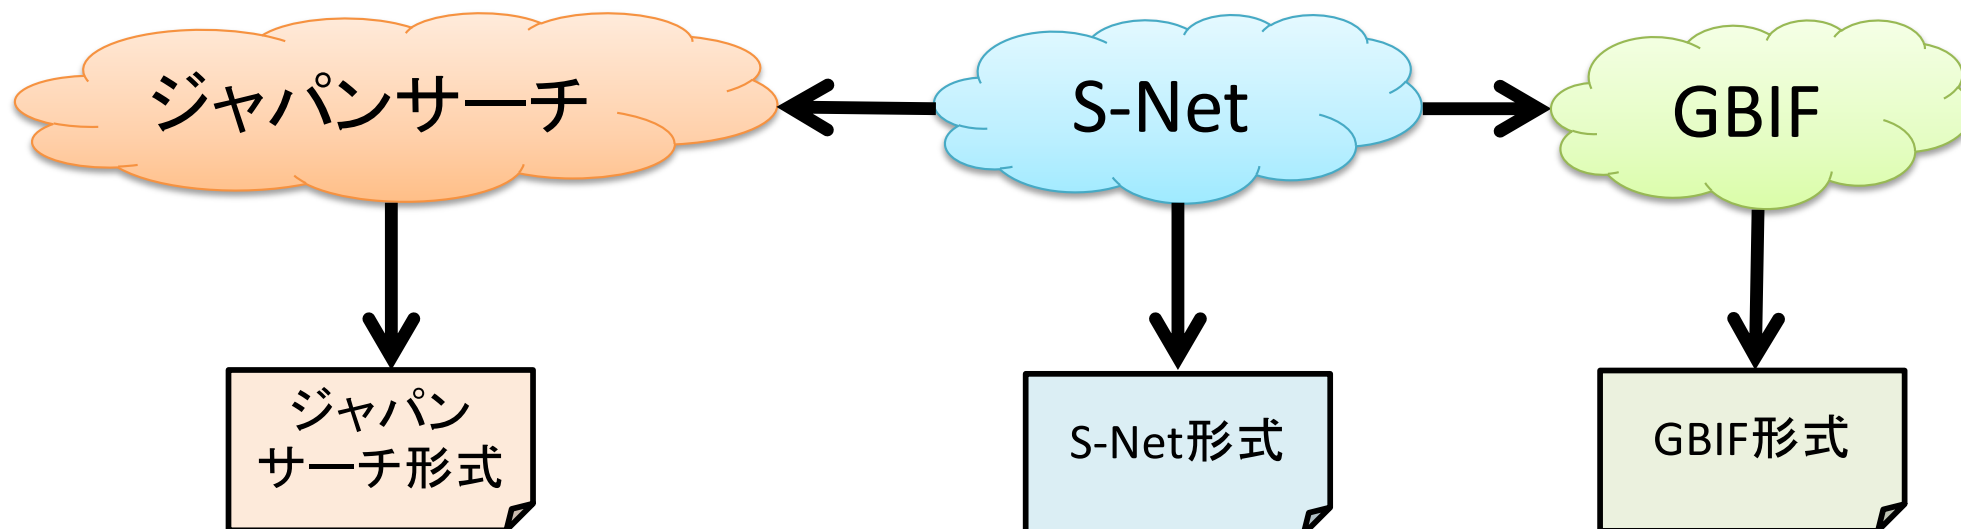 ジャパンサーチ
S-Net
GBIF
ジャパン
サーチ形式
S-Net形式
GBIF形式